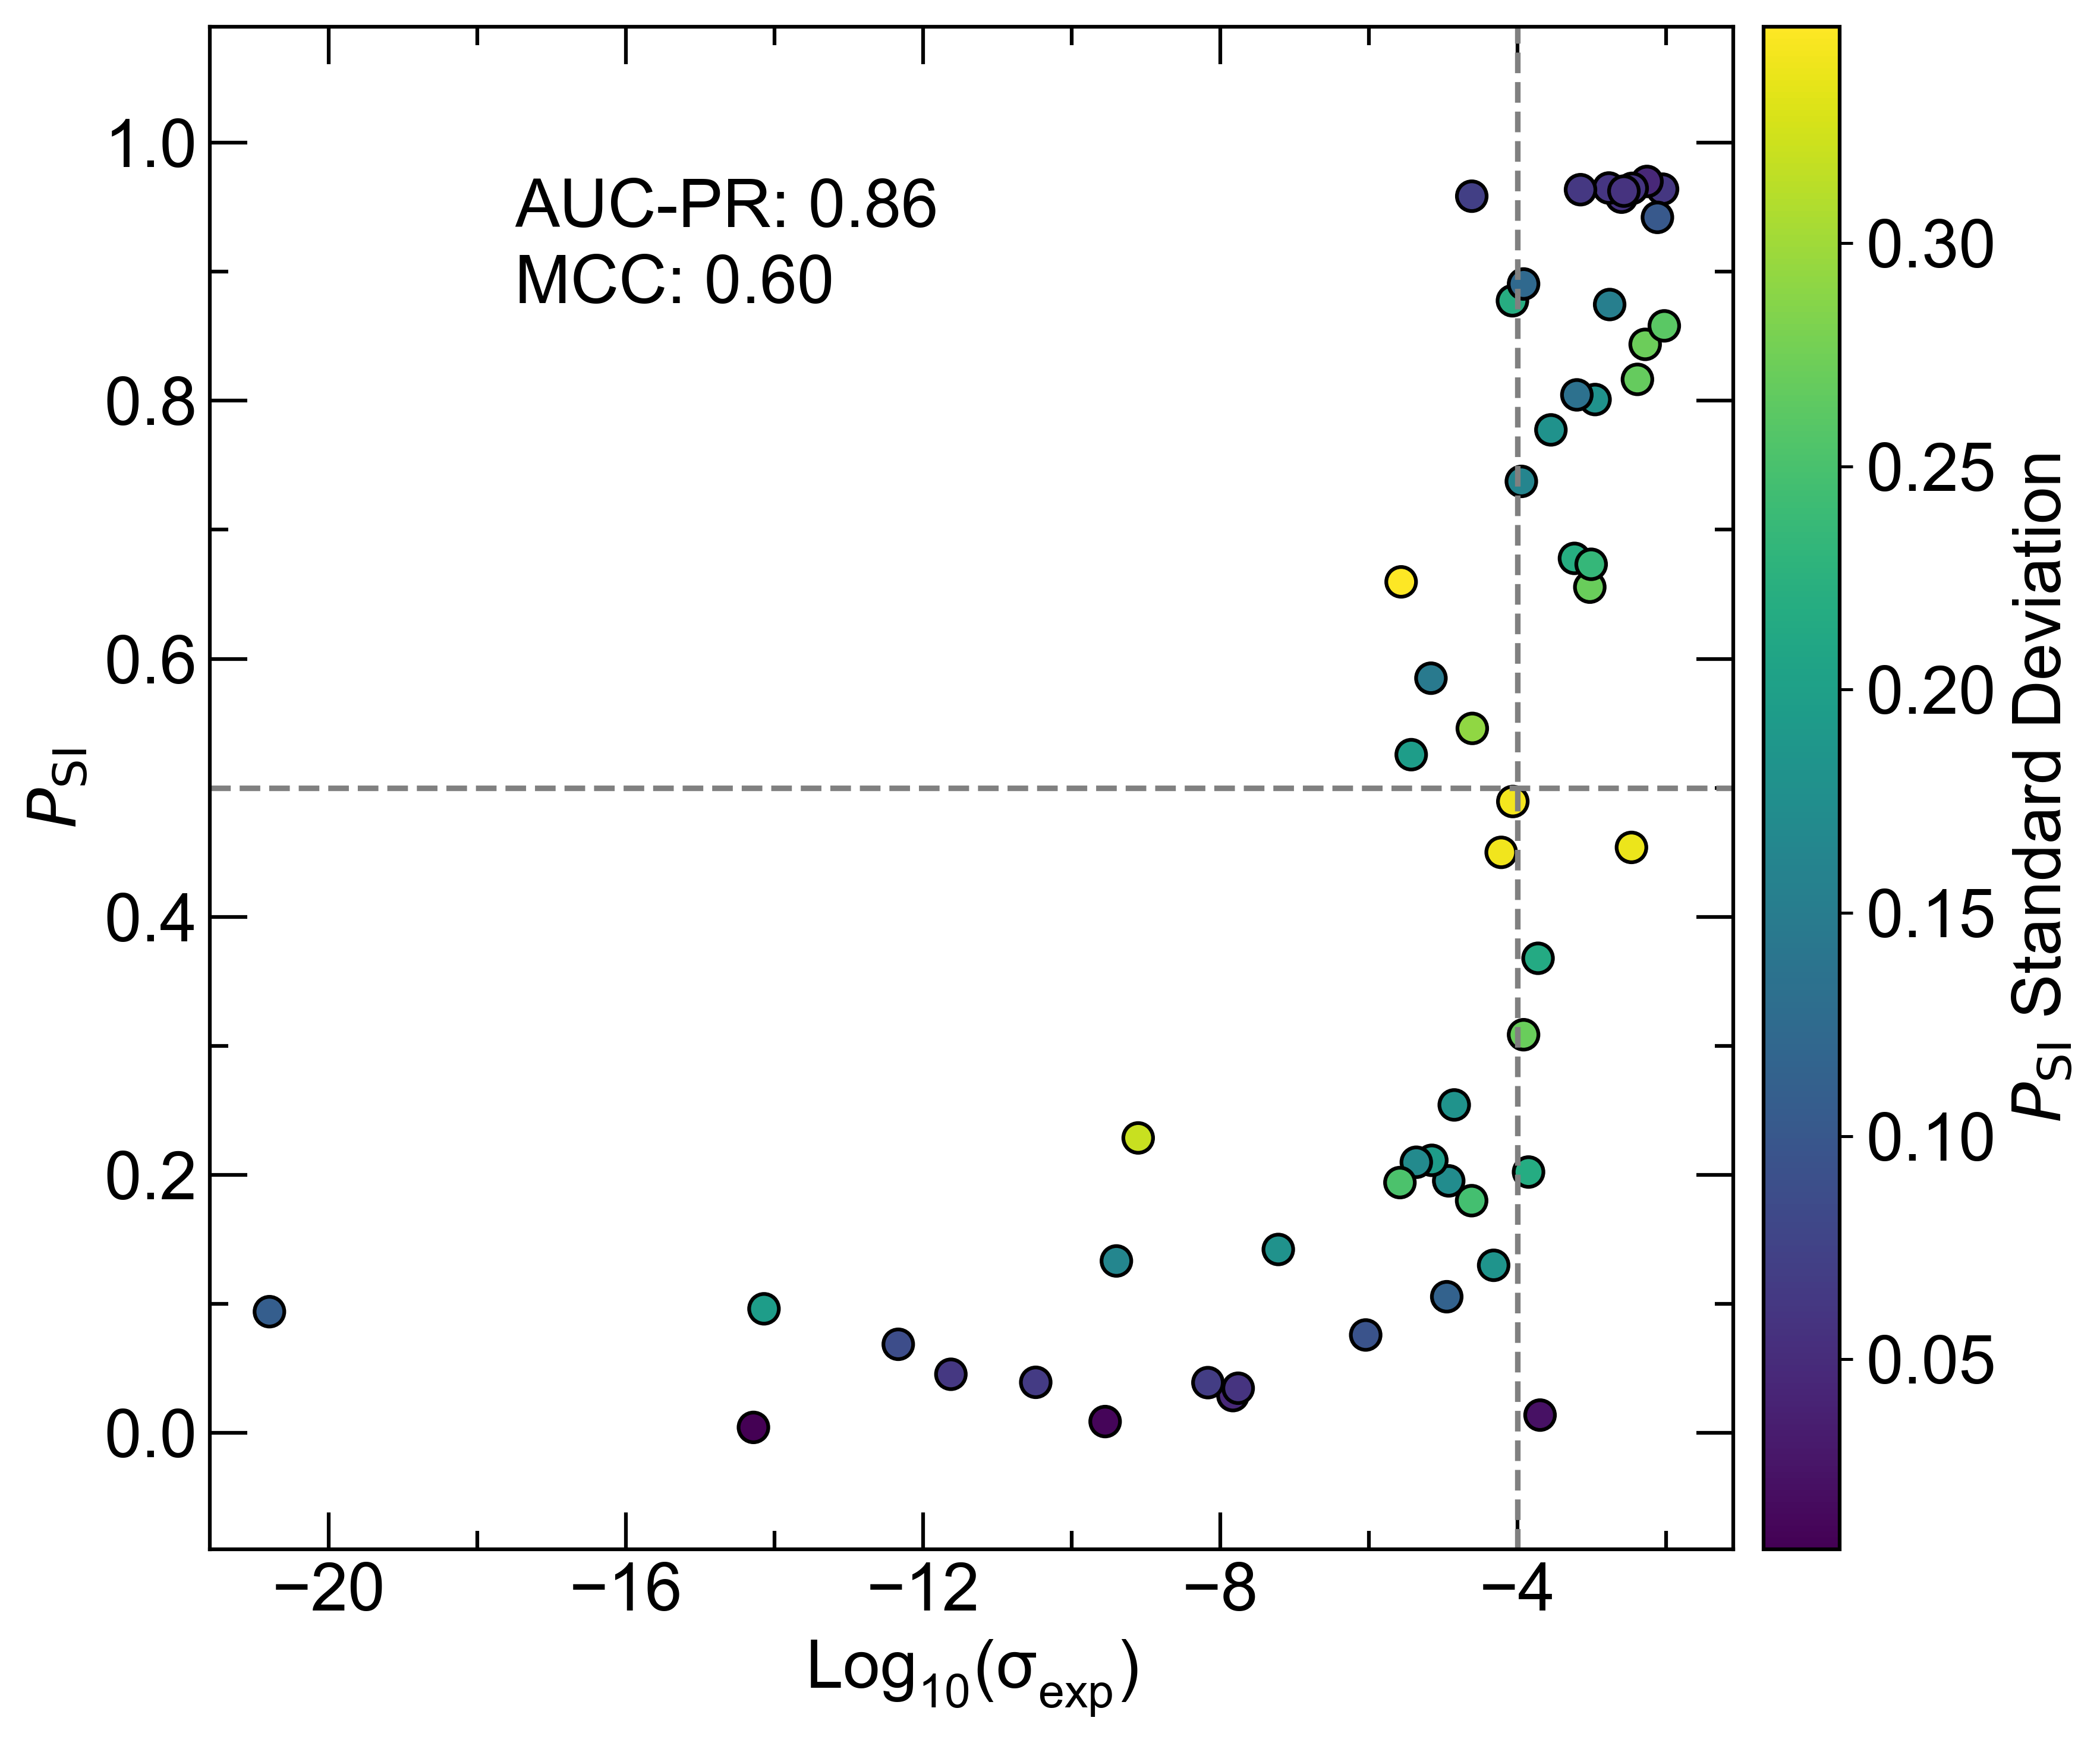 AUC-PR: 0.86
MCC: 0.60
1.0
0.8
0.6
0.4
0.2
0.0
P_SI
−20 −16 −12 −8 −4
Log₁₀(σ_exp)
0.30
0.25
0.20
0.15
0.10
0.05
P_SI Standard Deviation